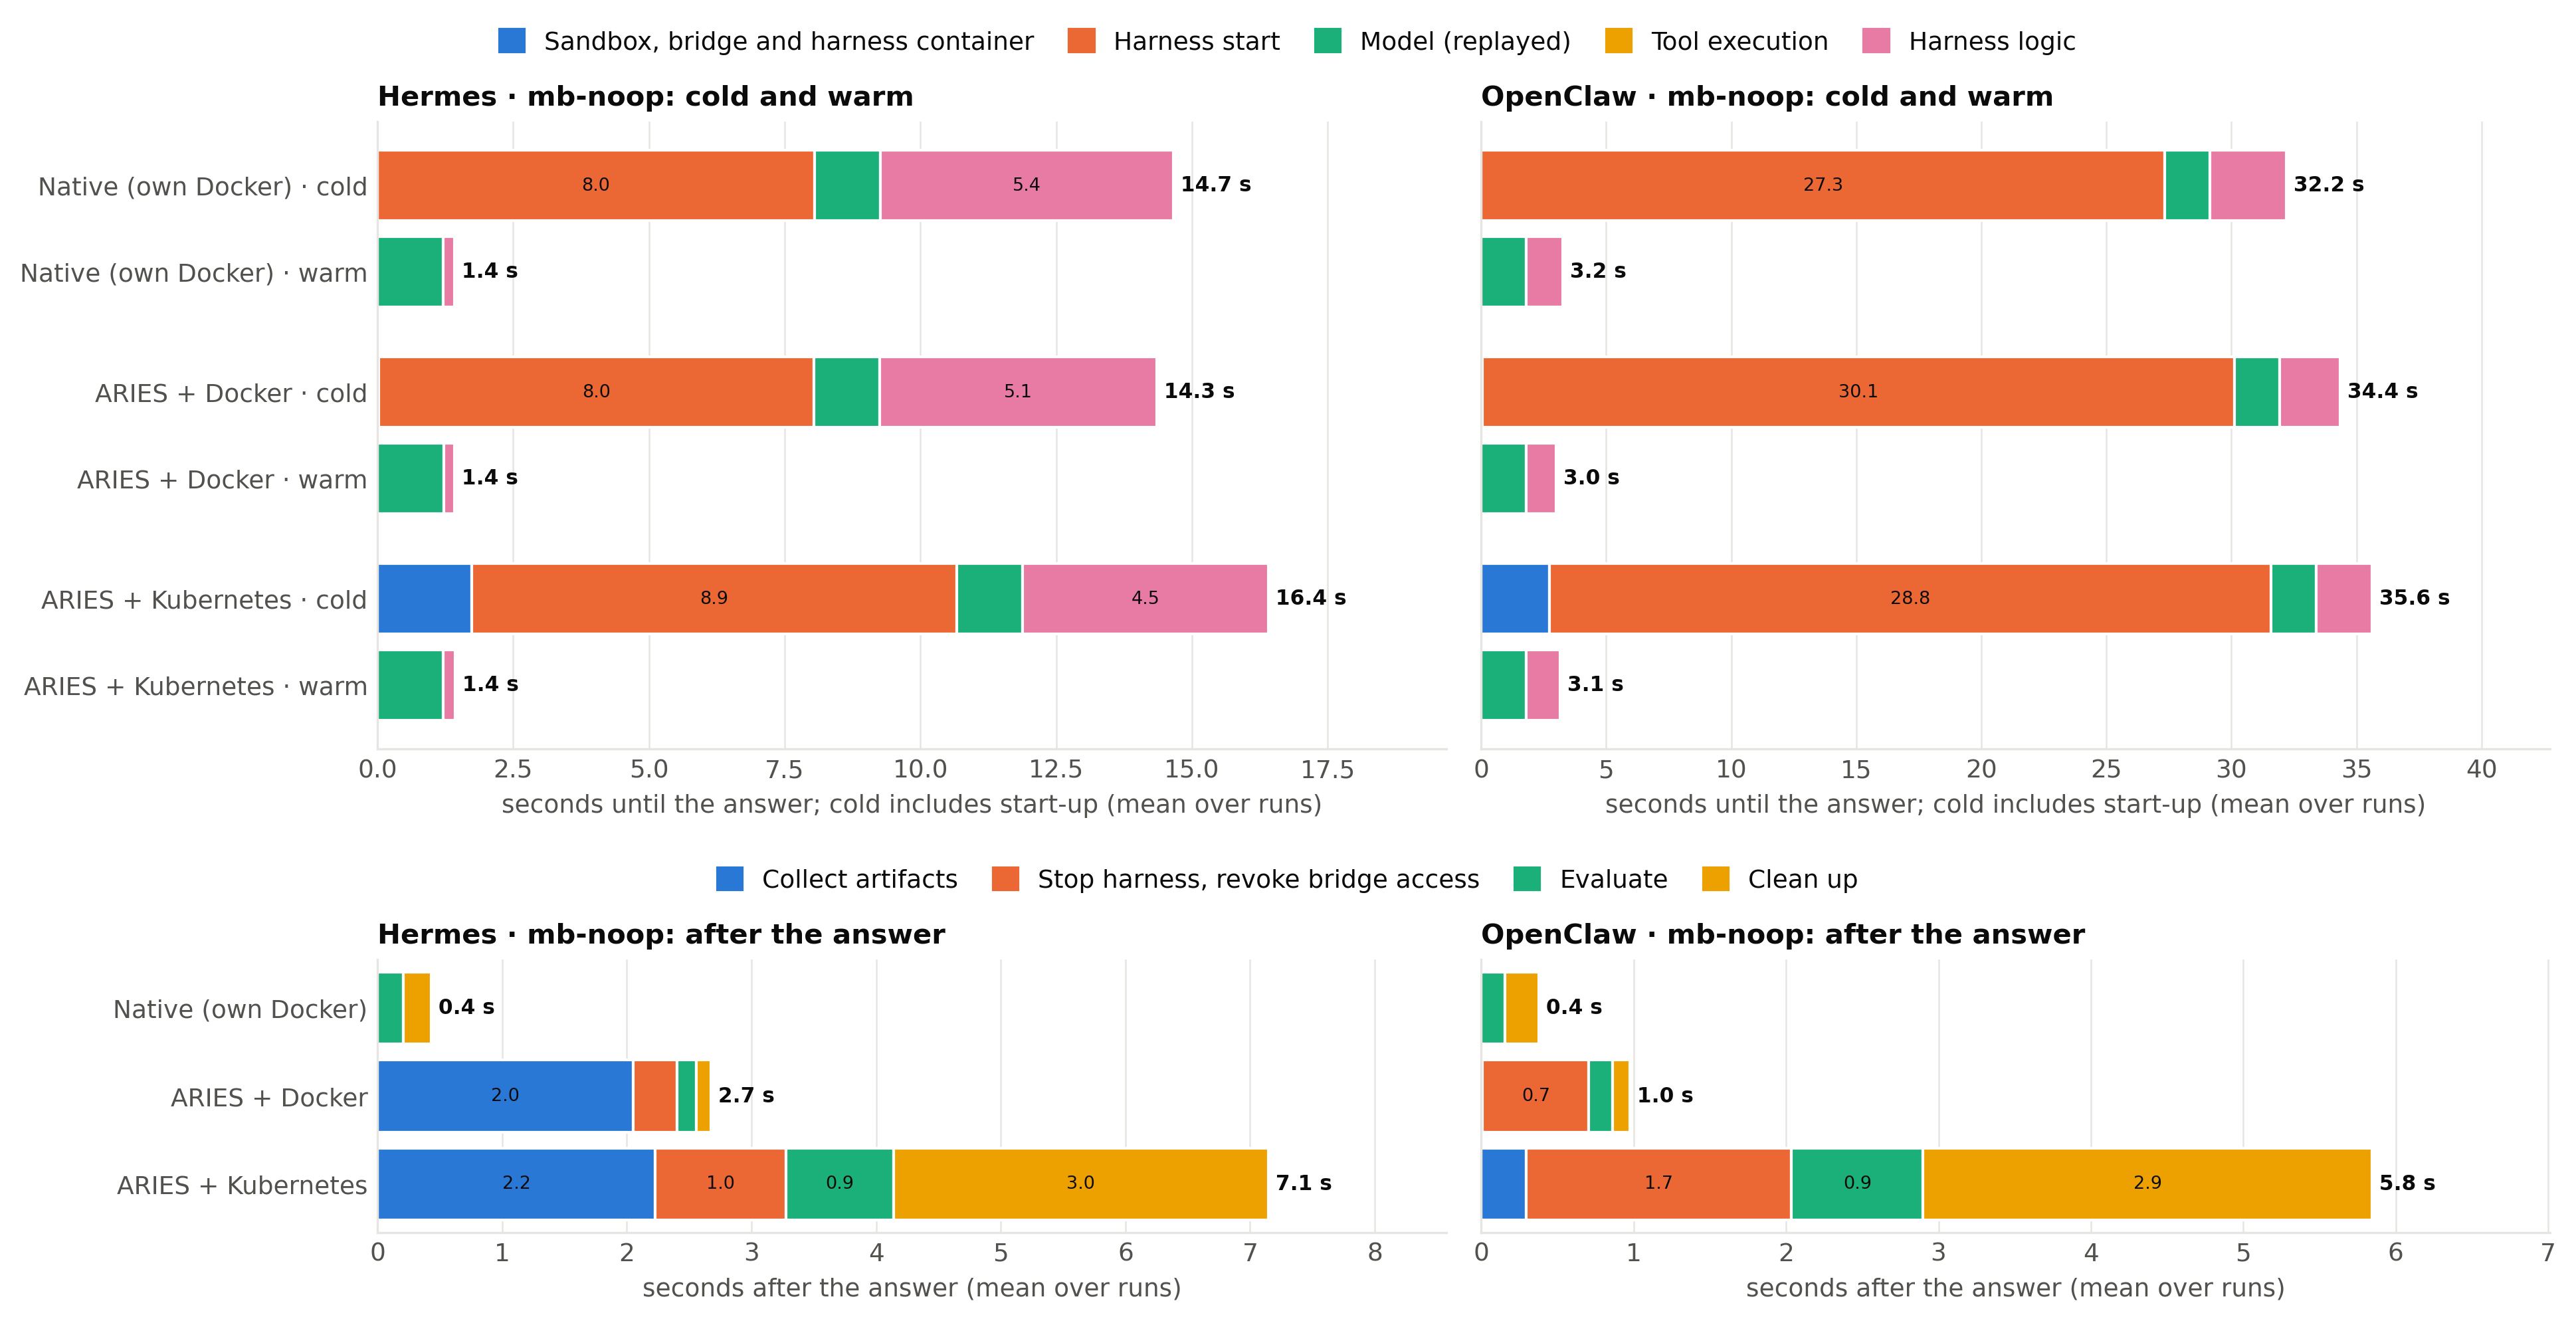 Sandbox, bridge and harness container Harness start Model (replayed) Tool execution Harness logic
Hermes · mb-noop: cold and warm
Native (own Docker) · cold 8.0 5.4 14.7 s
Native (own Docker) · warm 1.4 s
ARIES + Docker · cold 8.0 5.1 14.3 s
ARIES + Docker · warm 1.4 s
ARIES + Kubernetes · cold 8.9 4.5 16.4 s
ARIES + Kubernetes · warm 1.4 s
0.0 2.5 5.0 7.5 10.0 12.5 15.0 17.5
seconds until the answer; cold includes start-up (mean over runs)
OpenClaw · mb-noop: cold and warm
27.3 32.2 s
3.2 s
30.1 34.4 s
3.0 s
28.8 35.6 s
3.1 s
0 5 10 15 20 25 30 35 40
seconds until the answer; cold includes start-up (mean over runs)
Collect artifacts Stop harness, revoke bridge access Evaluate Clean up
Hermes · mb-noop: after the answer
Native (own Docker) 0.4 s
ARIES + Docker 2.0 2.7 s
ARIES + Kubernetes 2.2 1.0 0.9 3.0 7.1 s
0 1 2 3 4 5 6 7 8
seconds after the answer (mean over runs)
OpenClaw · mb-noop: after the answer
0.4 s
0.7 1.0 s
1.7 0.9 2.9 5.8 s
0 1 2 3 4 5 6 7
seconds after the answer (mean over runs)